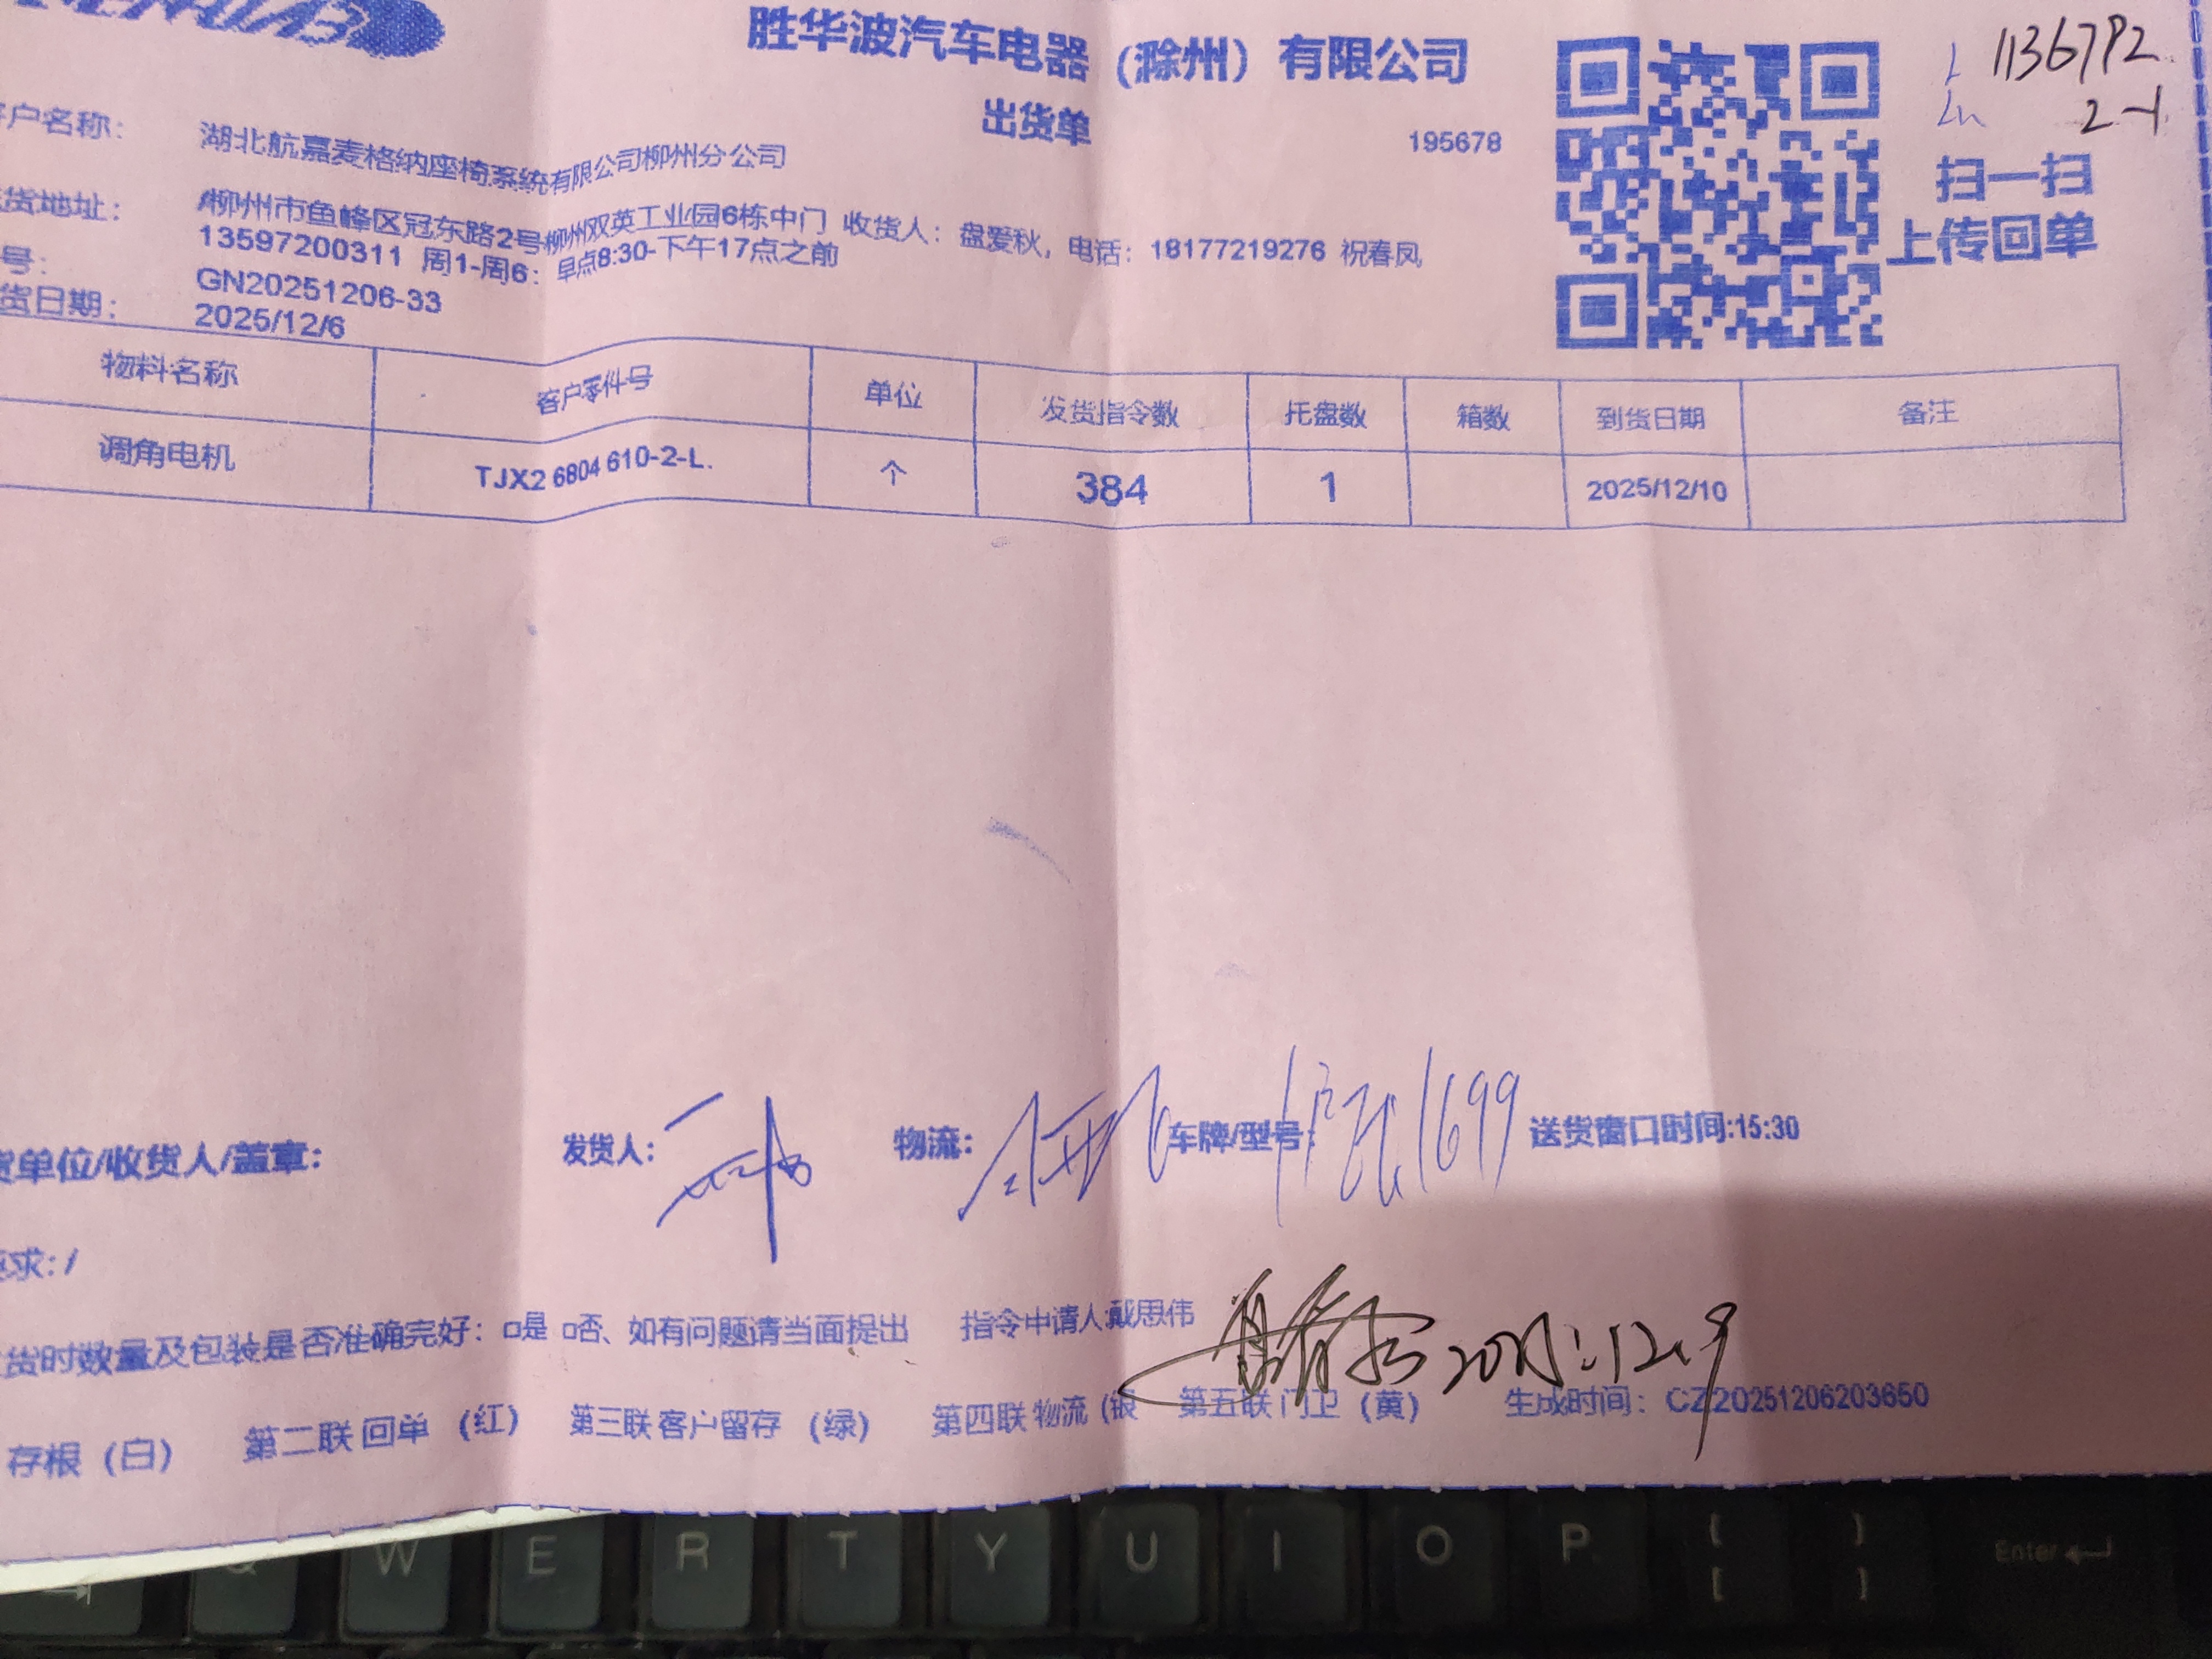 胜华波汽车电器（滁州）有限公司
出货单
195678
1136792
2-1
扫一扫
上传回单
户名称： 湖北航嘉麦格纳座椅系统有限公司柳州分公司
货地址： /柳州市鱼峰区冠东路2号柳州双英工业园6栋中门 收货人：盘爱秋，电话：18177219276 祝春凤
13597200311 周1-周6：早点8:30-下午17点之前
号： GN20251206-33
货日期： 2025/12/6
物料名称 客户零件号 单位 发货指令数 托盘数 箱数 到货日期 备注
调角电机 TJX2 6804 610-2-L. 个 384 1 2025/12/10
货单位/收货人/盖章： 发货人： 物流： 车牌/型号： 1699 送货窗口时间:15:30
求：/
货时数量及包装是否准确完好：□是 □否、如有问题请当面提出 指令申请人:戴思伟
2025.12.9
存根（白） 第二联 回单 （红） 第三联 客户留存 （绿） 第四联 物流（银 第五联 门卫（黄） 生成时间：CZ20251206203650
Q W E R T Y U I O P { [ } ] Enter